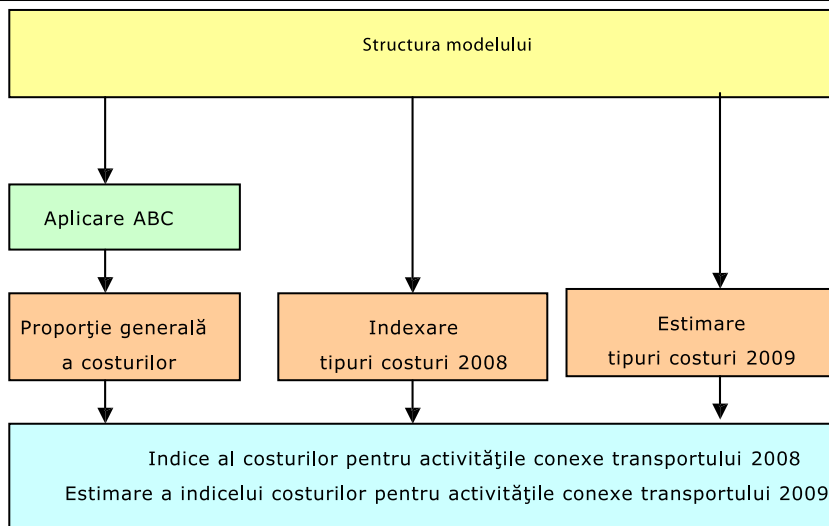 Structura modelului
Aplicare ABC
Proporţie generală
a costurilor
Indexare
tipuri costuri 2008
Estimare
tipuri costuri 2009
Indice al costurilor pentru activităţile conexe transportului 2008
Estimare a indicelui costurilor pentru activităţile conexe transportului 2009